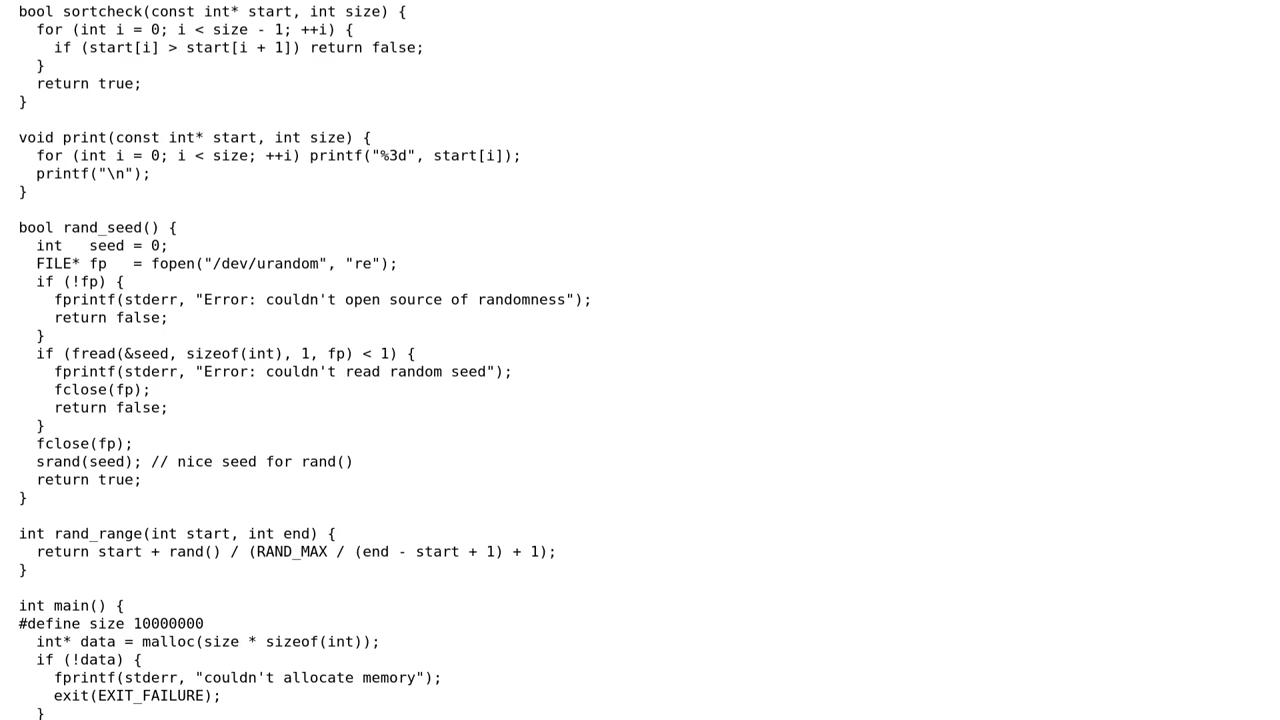 bool sortcheck(const int* start, int size) {
  for (int i = 0; i < size - 1; ++i) {
    if (start[i] > start[i + 1]) return false;
  }
  return true;
}

void print(const int* start, int size) {
  for (int i = 0; i < size; ++i) printf("%3d", start[i]);
  printf("\n");
}

bool rand_seed() {
  int   seed = 0;
  FILE* fp   = fopen("/dev/urandom", "re");
  if (!fp) {
    fprintf(stderr, "Error: couldn't open source of randomness");
    return false;
  }
  if (fread(&seed, sizeof(int), 1, fp) < 1) {
    fprintf(stderr, "Error: couldn't read random seed");
    fclose(fp);
    return false;
  }
  fclose(fp);
  srand(seed); // nice seed for rand()
  return true;
}

int rand_range(int start, int end) {
  return start + rand() / (RAND_MAX / (end - start + 1) + 1);
}

int main() {
#define size 10000000
  int* data = malloc(size * sizeof(int));
  if (!data) {
    fprintf(stderr, "couldn't allocate memory");
    exit(EXIT_FAILURE);
  }